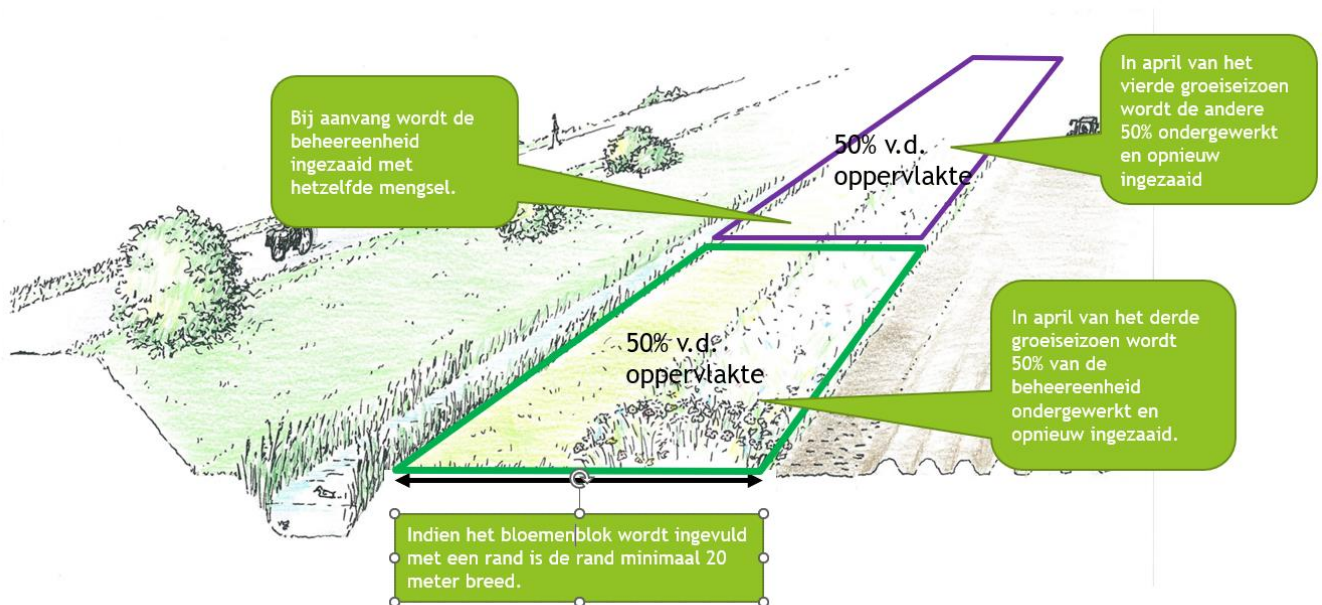 Bij aanvang wordt de
beheereenheid
ingezaaid met
hetzelfde mengsel.
50% v.d.
oppervlakte
In april van het
vierde groeiseizoen
wordt de andere
50% ondergewerkt
en opnieuw
ingezaaid
50% v.d.
oppervlakte
In april van het derde
groeiseizoen wordt
50% van de
beheereenheid
ondergewerkt en
opnieuw ingezaaid.
Indien het bloemenblok wordt ingevuld
met een rand is de rand minimaal 20
meter breed.